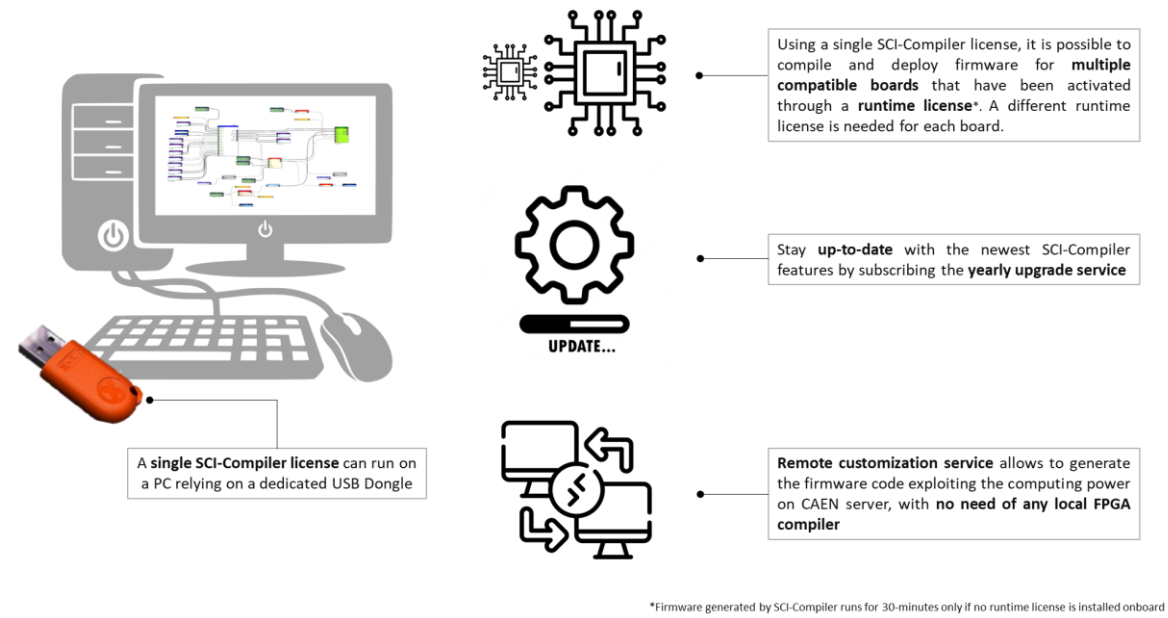 Using a single SCI-Compiler license, it is possible to
compile and deploy firmware for multiple
compatible boards that have been activated
through a runtime license*. A different runtime
license is needed for each board.
Stay up-to-date with the newest SCI-Compiler
features by subscribing the yearly upgrade service
UPDATE...
A single SCI-Compiler license can run on
a PC relying on a dedicated USB Dongle
Remote customization service allows to generate
the firmware code exploiting the computing power
on CAEN server, with no need of any local FPGA
compiler
*Firmware generated by SCI-Compiler runs for 30-minutes only if no runtime license is installed onboard